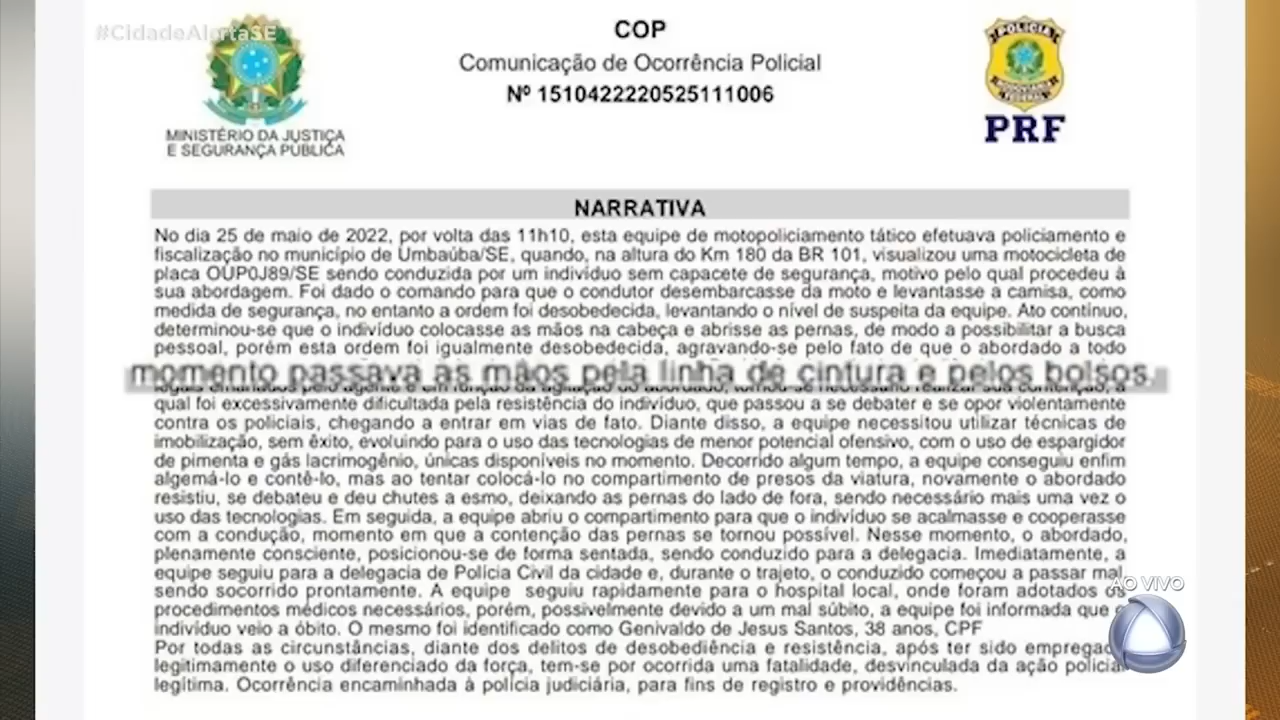 #CidadeAlertaSE
COP
Comunicação de Ocorrência Policial
Nº 1510422220525111006
MINISTÉRIO DA JUSTIÇA
E SEGURANÇA PÚBLICA
POLÍCIA
RODOVIÁRIA
FEDERAL
PRF
NARRATIVA
No dia 25 de maio de 2022, por volta das 11h10, esta equipe de motopoliciamento tático efetuava policiamento e
fiscalização no município de Umbaúba/SE, quando, na altura do Km 180 da BR 101, visualizou uma motocicleta de
placa OUP0J89/SE sendo conduzida por um indivíduo sem capacete de segurança, motivo pelo qual procedeu à
sua abordagem. Foi dado o comando para que o condutor desembarcasse da moto e levantasse a camisa, como
medida de segurança, no entanto a ordem foi desobedecida, levantando o nível de suspeita da equipe. Ato contínuo,
determinou-se que o indivíduo colocasse as mãos na cabeça e abrisse as pernas, de modo a possibilitar a busca
pessoal, porém esta ordem foi igualmente desobedecida, agravando-se pelo fato de que o abordado a todo
momento passava as mãos pela linha de cintura e pelos bolsos.
legais emanados pelo agente e em função da agitação do abordado, tornou-se necessário realizar sua contenção, a
qual foi excessivamente dificultada pela resistência do indivíduo, que passou a se debater e se opor violentamente
contra os policiais, chegando a entrar em vias de fato. Diante disso, a equipe necessitou utilizar técnicas de
imobilização, sem êxito, evoluindo para o uso das tecnologias de menor potencial ofensivo, com o uso de espargidor
de pimenta e gás lacrimogênio, únicas disponíveis no momento. Decorrido algum tempo, a equipe conseguiu enfim
algemá-lo e contê-lo, mas ao tentar colocá-lo no compartimento de presos da viatura, novamente o abordado
resistiu, se debateu e deu chutes a esmo, deixando as pernas do lado de fora, sendo necessário mais uma vez o
uso das tecnologias. Em seguida, a equipe abriu o compartimento para que o indivíduo se acalmasse e cooperasse
com a condução, momento em que a contenção das pernas se tornou possível. Nesse momento, o abordado,
plenamente consciente, posicionou-se de forma sentada, sendo conduzido para a delegacia. Imediatamente, a
equipe seguiu para a delegacia de Polícia Civil da cidade e, durante o trajeto, o conduzido começou a passar mal,
sendo socorrido prontamente. A equipe seguiu rapidamente para o hospital local, onde foram adotados os
procedimentos médicos necessários, porém, possivelmente devido a um mal súbito, a equipe foi informada que o
indivíduo veio a óbito. O mesmo foi identificado como Genivaldo de Jesus Santos, 38 anos, CPF
Por todas as circunstâncias, diante dos delitos de desobediência e resistência, após ter sido empregado
legitimamente o uso diferenciado da força, tem-se por ocorrida uma fatalidade, desvinculada da ação policial
legítima. Ocorrência encaminhada à polícia judiciária, para fins de registro e providências.
AO VIVO